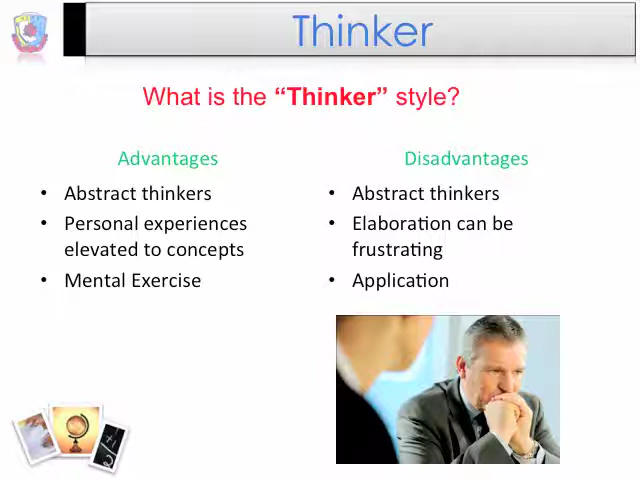 Thinker
What is the “Thinker” style?
Advantages
• Abstract thinkers
• Personal experiences
elevated to concepts
• Mental Exercise
Disadvantages
• Abstract thinkers
• Elaboration can be
frustrating
• Application